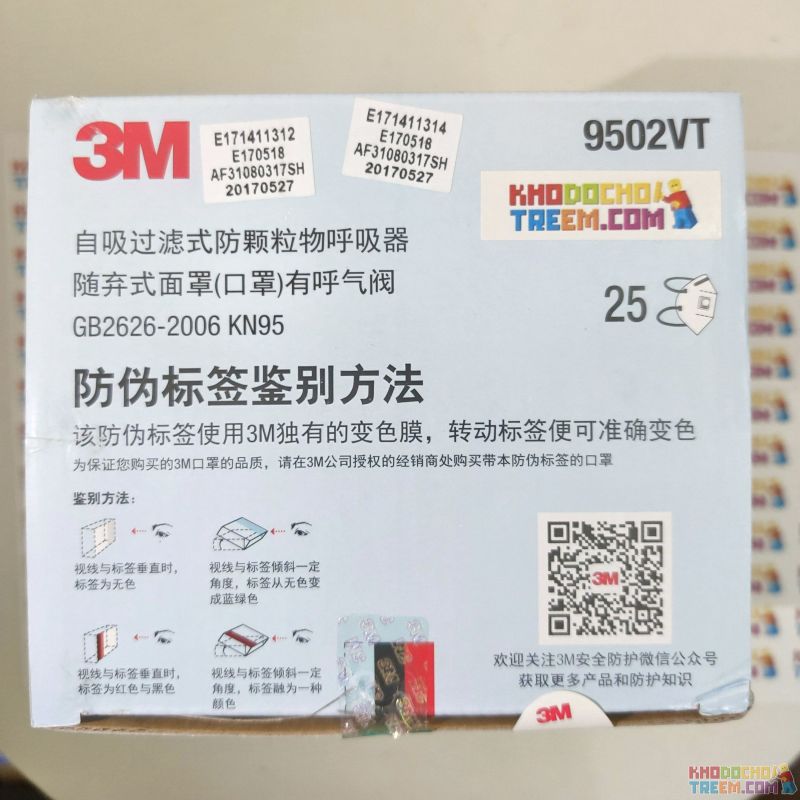 3M
E171411312
E170518
AF31080317SH
20170527
E171411314
E170518
AF31080317SH
20170527
9502VT
KHODOCHO
TREEM.COM
自吸过滤式防颗粒物呼吸器
随弃式面罩(口罩)有呼气阀
GB2626-2006 KN95
25
防伪标签鉴别方法
该防伪标签使用3M独有的变色膜，转动标签便可准确变色
为保证您购买的3M口罩的品质，请在3M公司授权的经销商处购买带本防伪标签的口罩
鉴别方法：
视线与标签垂直时，
标签为无色
视线与标签倾斜一定
角度，标签从无色变
成蓝绿色
视线与标签垂直时，
标签为红色与黑色
视线与标签倾斜一定
角度，标签融为一种
颜色
3M
欢迎关注3M安全防护微信公众号
获取更多产品和防护知识
3M
KHODOCHO
TREEM.COM